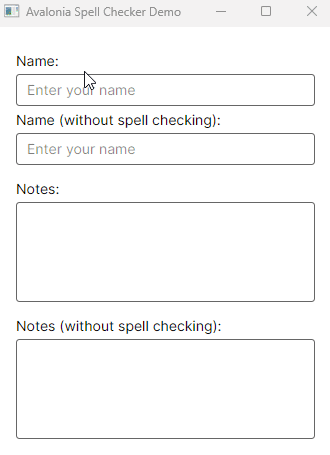 Avalonia Spell Checker Demo
Name:
Enter your name
Name (without spell checking):
Enter your name
Notes:
Notes (without spell checking):